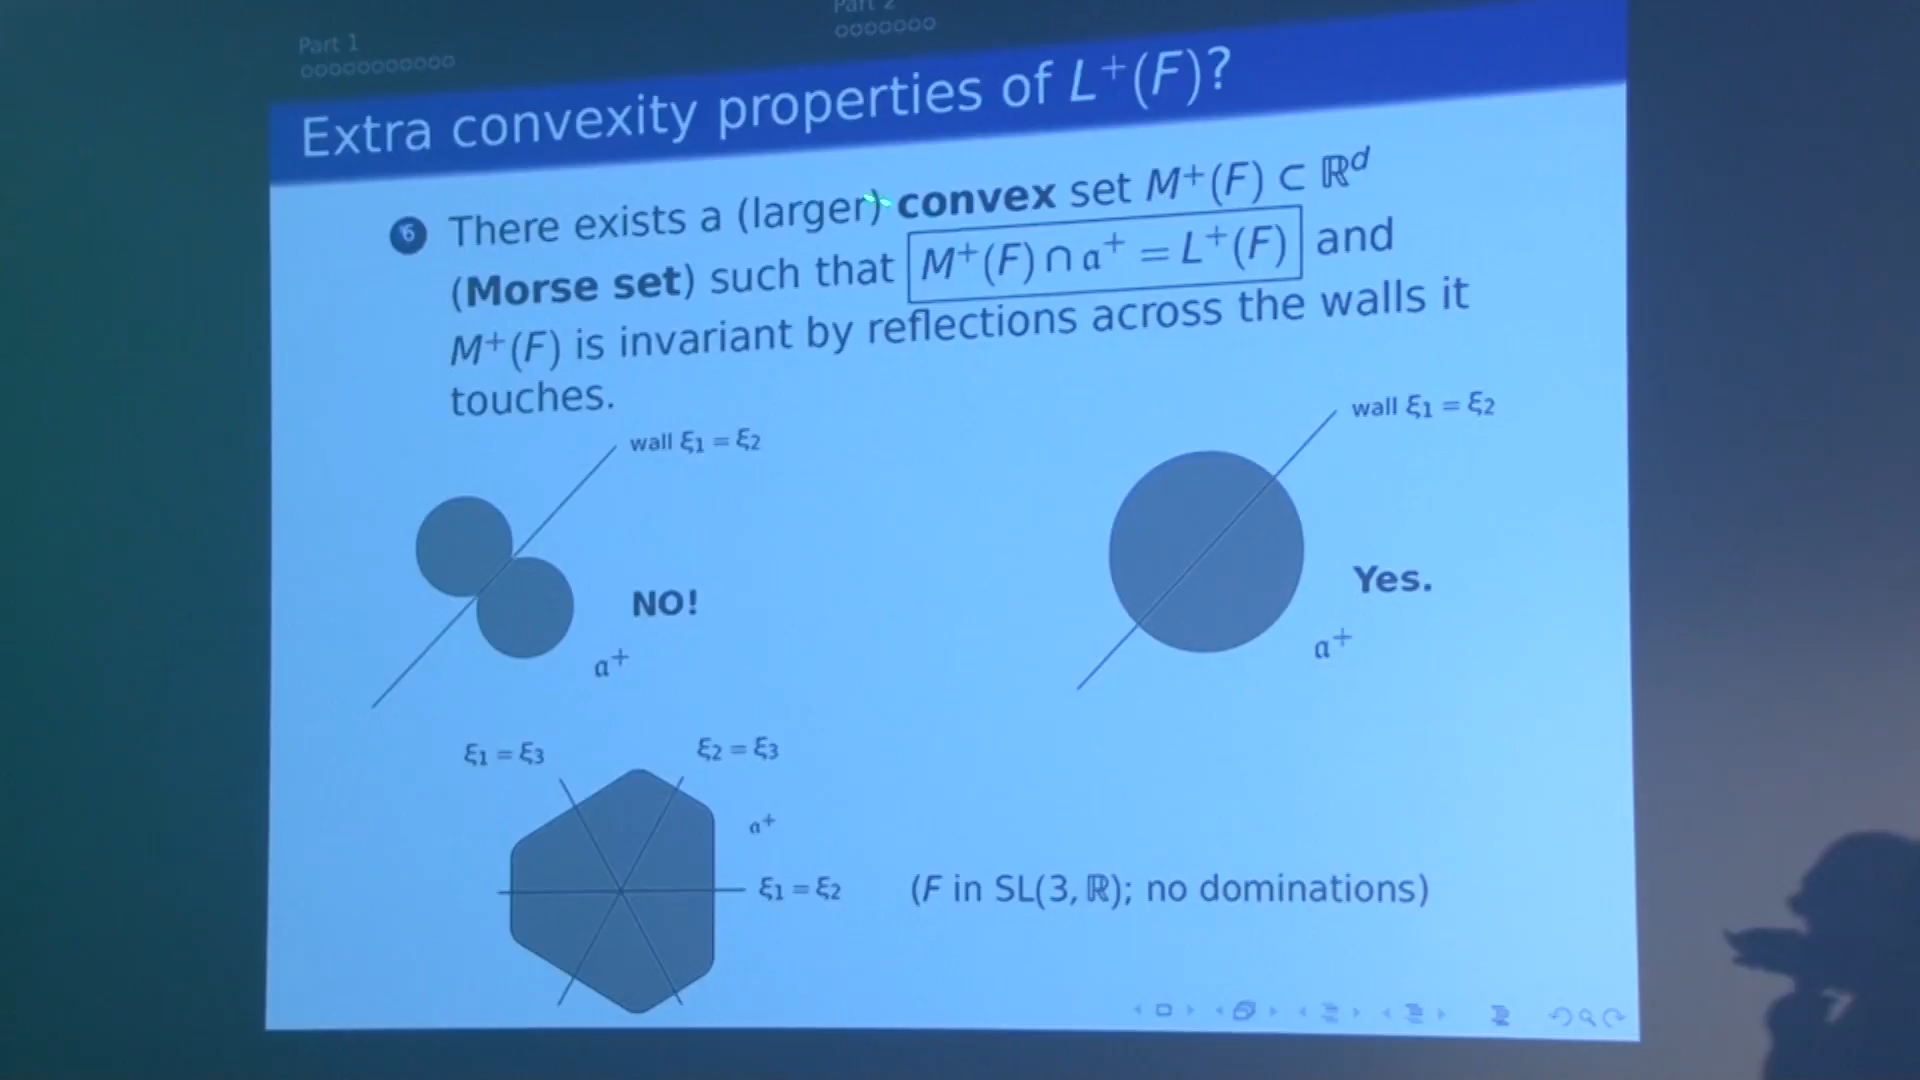 Part 1
Part 2
Extra convexity properties of L⁺(F)?
There exists a (larger) convex set M⁺(F) ⊂ ℝᵈ
(Morse set) such that M⁺(F) ∩ 𝔞⁺ = L⁺(F) and
M⁺(F) is invariant by reflections across the walls it
touches.
wall ξ₁ = ξ₂
wall ξ₁ = ξ₂
NO!
Yes.
𝔞⁺
𝔞⁺
ξ₁ = ξ₃
ξ₂ = ξ₃
𝔞⁺
ξ₁ = ξ₂
(F in SL(3, ℝ); no dominations)